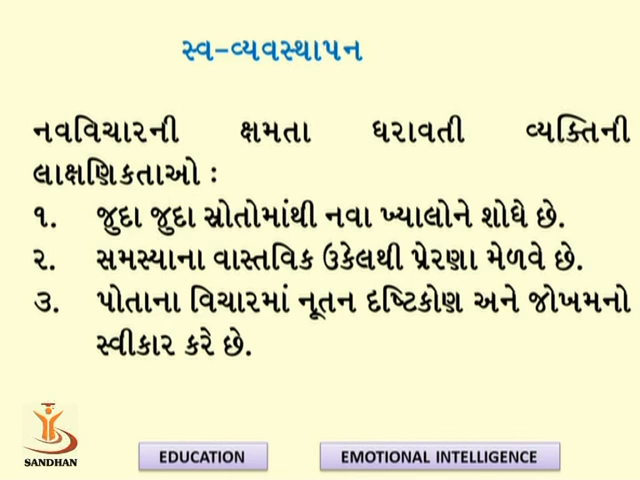 સ્વ-વ્યવસ્થાપન
નવવિચારની ક્ષમતા ધરાવતી વ્યક્તિની
લાક્ષણિકતાઓ :
૧. જુદા જુદા સ્રોતોમાંથી નવા ખ્યાલોને શોધે છે.
૨. સમસ્યાના વાસ્તવિક ઉકેલથી પ્રેરણા મેળવે છે.
૩. પોતાના વિચારમાં નૂતન દષ્ટિકોણ અને જોખમનો
સ્વીકાર કરે છે.
SANDHAN
EDUCATION
EMOTIONAL INTELLIGENCE